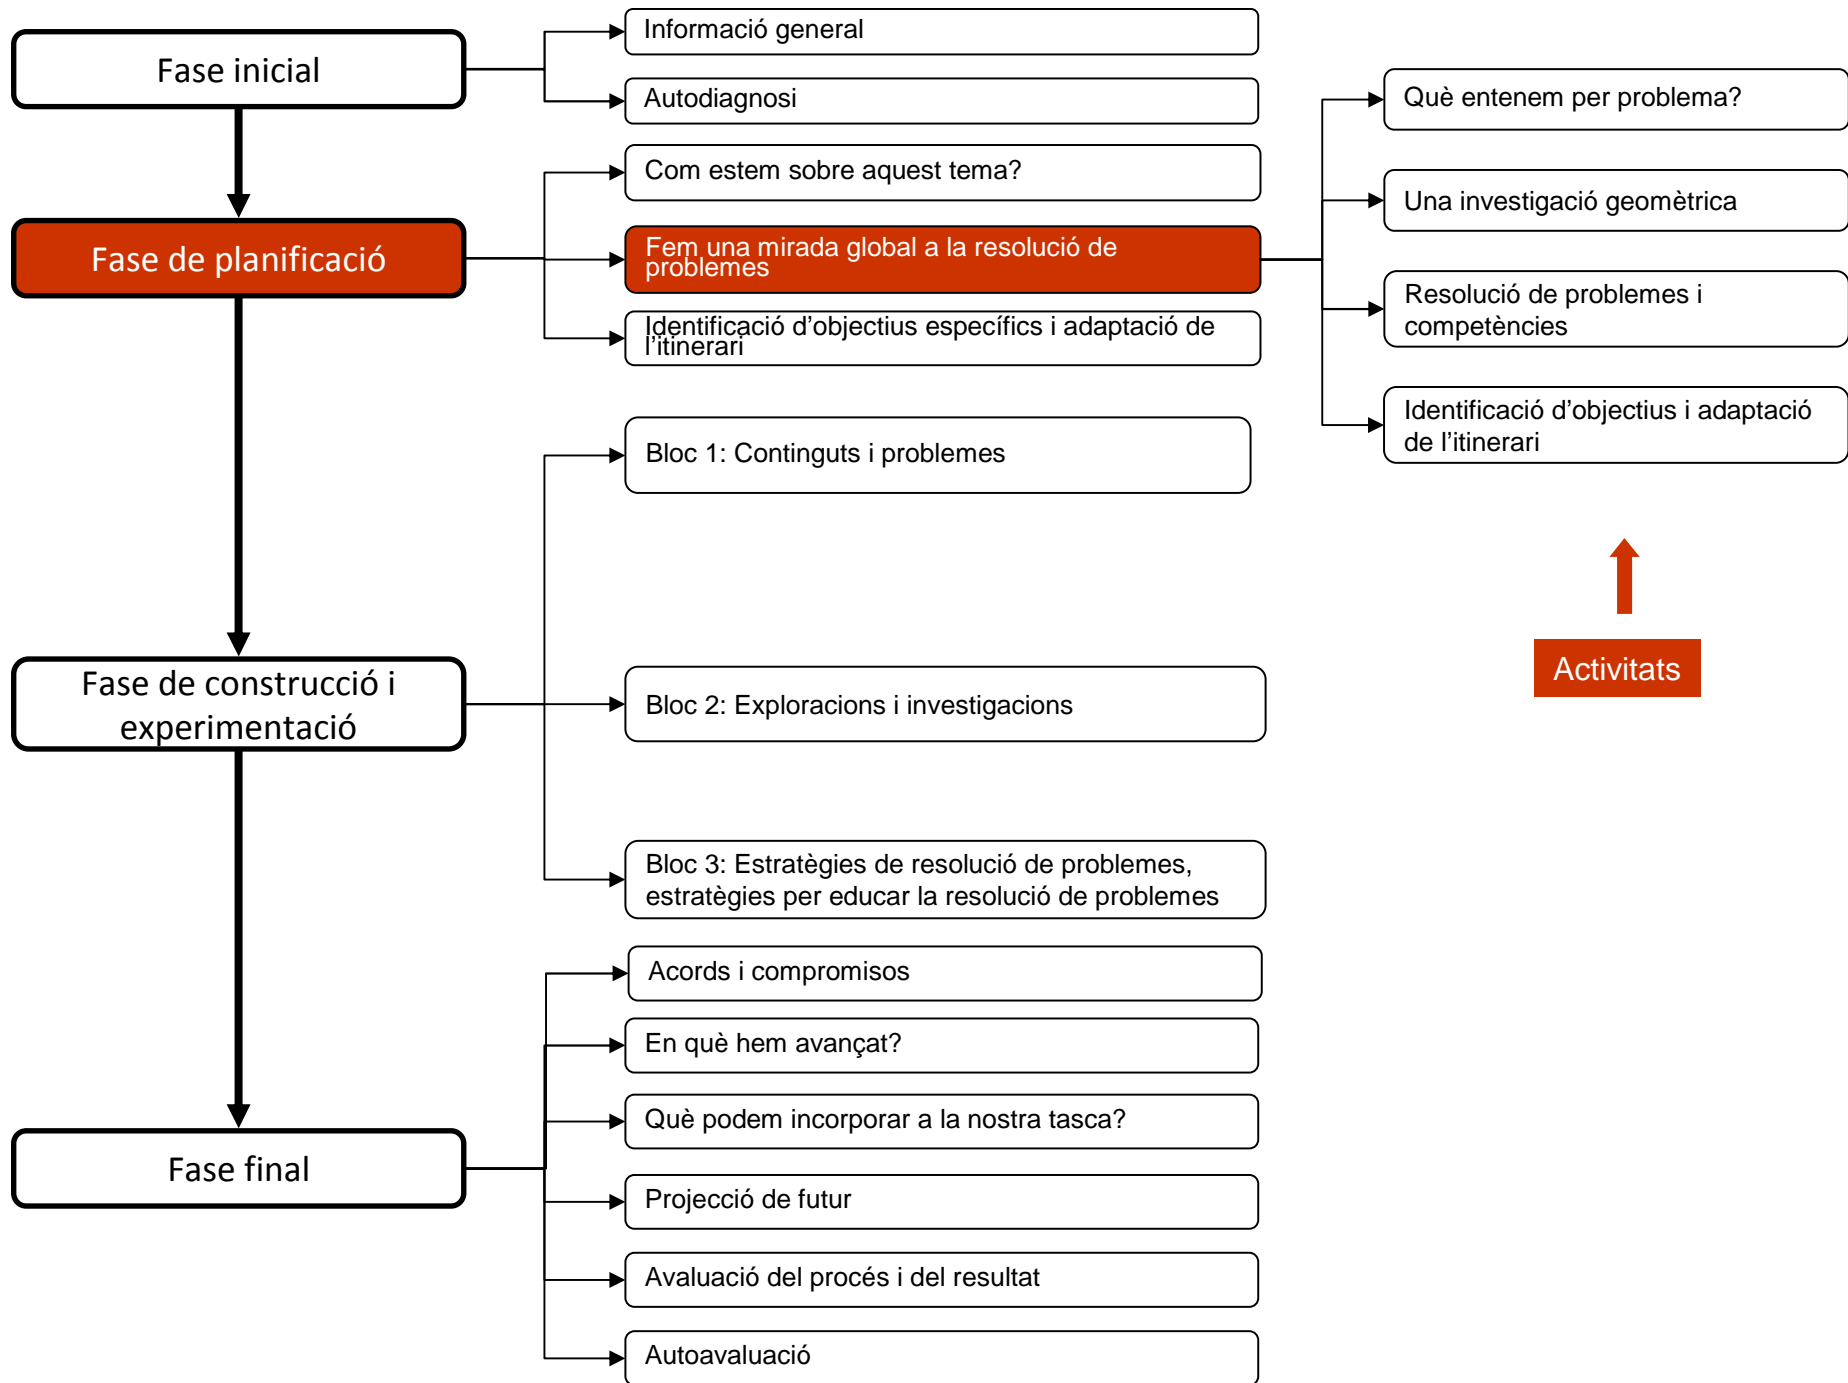 Fase inicial
Informació general
Autodiagnosi
Fase de planificació
Com estem sobre aquest tema?
Fem una mirada global a la resolució de
problemes
Identificació d’objectius específics i adaptació de
l’itinerari
Què entenem per problema?
Una investigació geomètrica
Resolució de problemes i
competències
Identificació d’objectius i adaptació
de l’itinerari
Activitats
Fase de construcció i
experimentació
Bloc 1: Continguts i problemes
Bloc 2: Exploracions i investigacions
Bloc 3: Estratègies de resolució de problemes,
estratègies per educar la resolució de problemes
Fase final
Acords i compromisos
En què hem avançat?
Què podem incorporar a la nostra tasca?
Projecció de futur
Avaluació del procés i del resultat
Autoavaluació